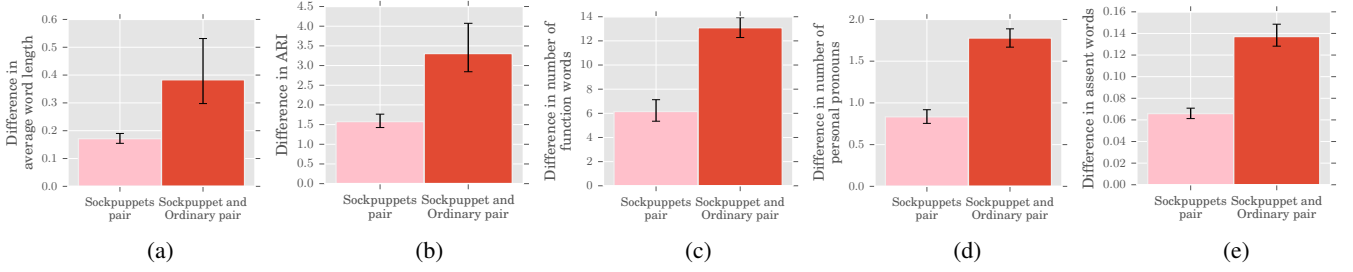 Difference in
average word length
0.6
0.5
0.4
0.3
0.2
0.1
0.0
Sockpuppets
pair
Sockpuppet and
Ordinary pair
(a)
Difference in ARI
4.5
4.0
3.5
3.0
2.5
2.0
1.5
1.0
0.5
0.0
Sockpuppets
pair
Sockpuppet and
Ordinary pair
(b)
Difference in number of
function words
14
12
10
8
6
4
2
0
Sockpuppets
pair
Sockpuppet and
Ordinary pair
(c)
Difference in number of
personal pronouns
2.0
1.5
1.0
0.5
0.0
Sockpuppets
pair
Sockpuppet and
Ordinary pair
(d)
Difference in assent words
0.16
0.14
0.12
0.10
0.08
0.06
0.04
0.02
0.00
Sockpuppets
pair
Sockpuppet and
Ordinary pair
(e)